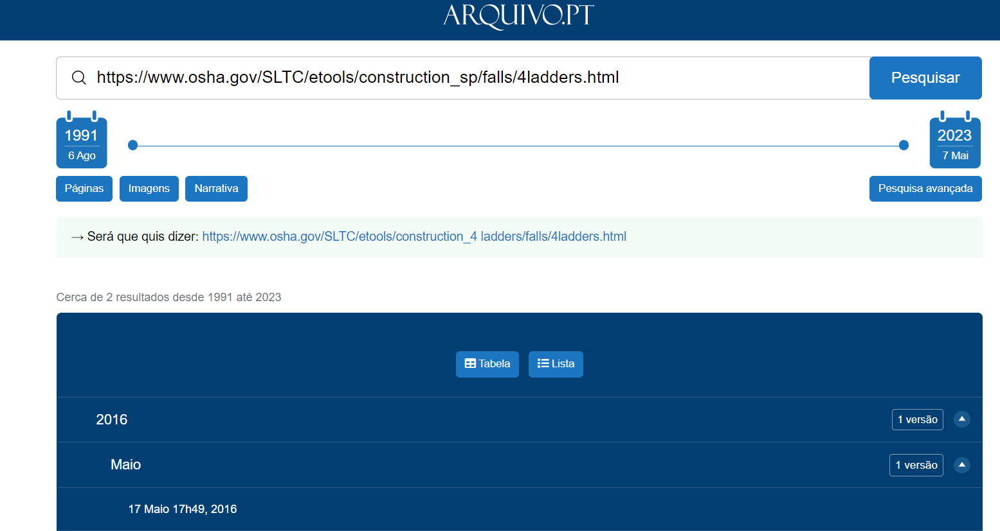 ARQUIVO.PT
https://www.osha.gov/SLTC/etools/construction_sp/falls/4ladders.html
Pesquisar
1991
6 Ago
2023
7 Mai
Páginas
Imagens
Narrativa
Pesquisa avançada
→ Será que quis dizer: https://www.osha.gov/SLTC/etools/construction_4 ladders/falls/4ladders.html
Cerca de 2 resultados desde 1991 até 2023
Tabela
Lista
2016
1 versão
Maio
1 versão
17 Maio 17h49, 2016